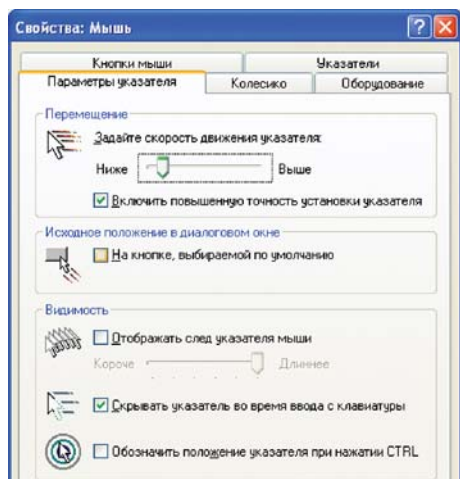 Свойства: Мышь
Кнопки мыши Указатели
Параметры указателя Колесико Оборудование
Перемещение
Задайте скорость движения указателя:
Ниже Выше
Включить повышенную точность установки указателя
Исходное положение в диалоговом окне
На кнопке, выбираемой по умолчанию
Видимость
Отображать след указателя мыши
Короче Длиннее
Скрывать указатель во время ввода с клавиатуры
Обозначить положение указателя при нажатии CTRL